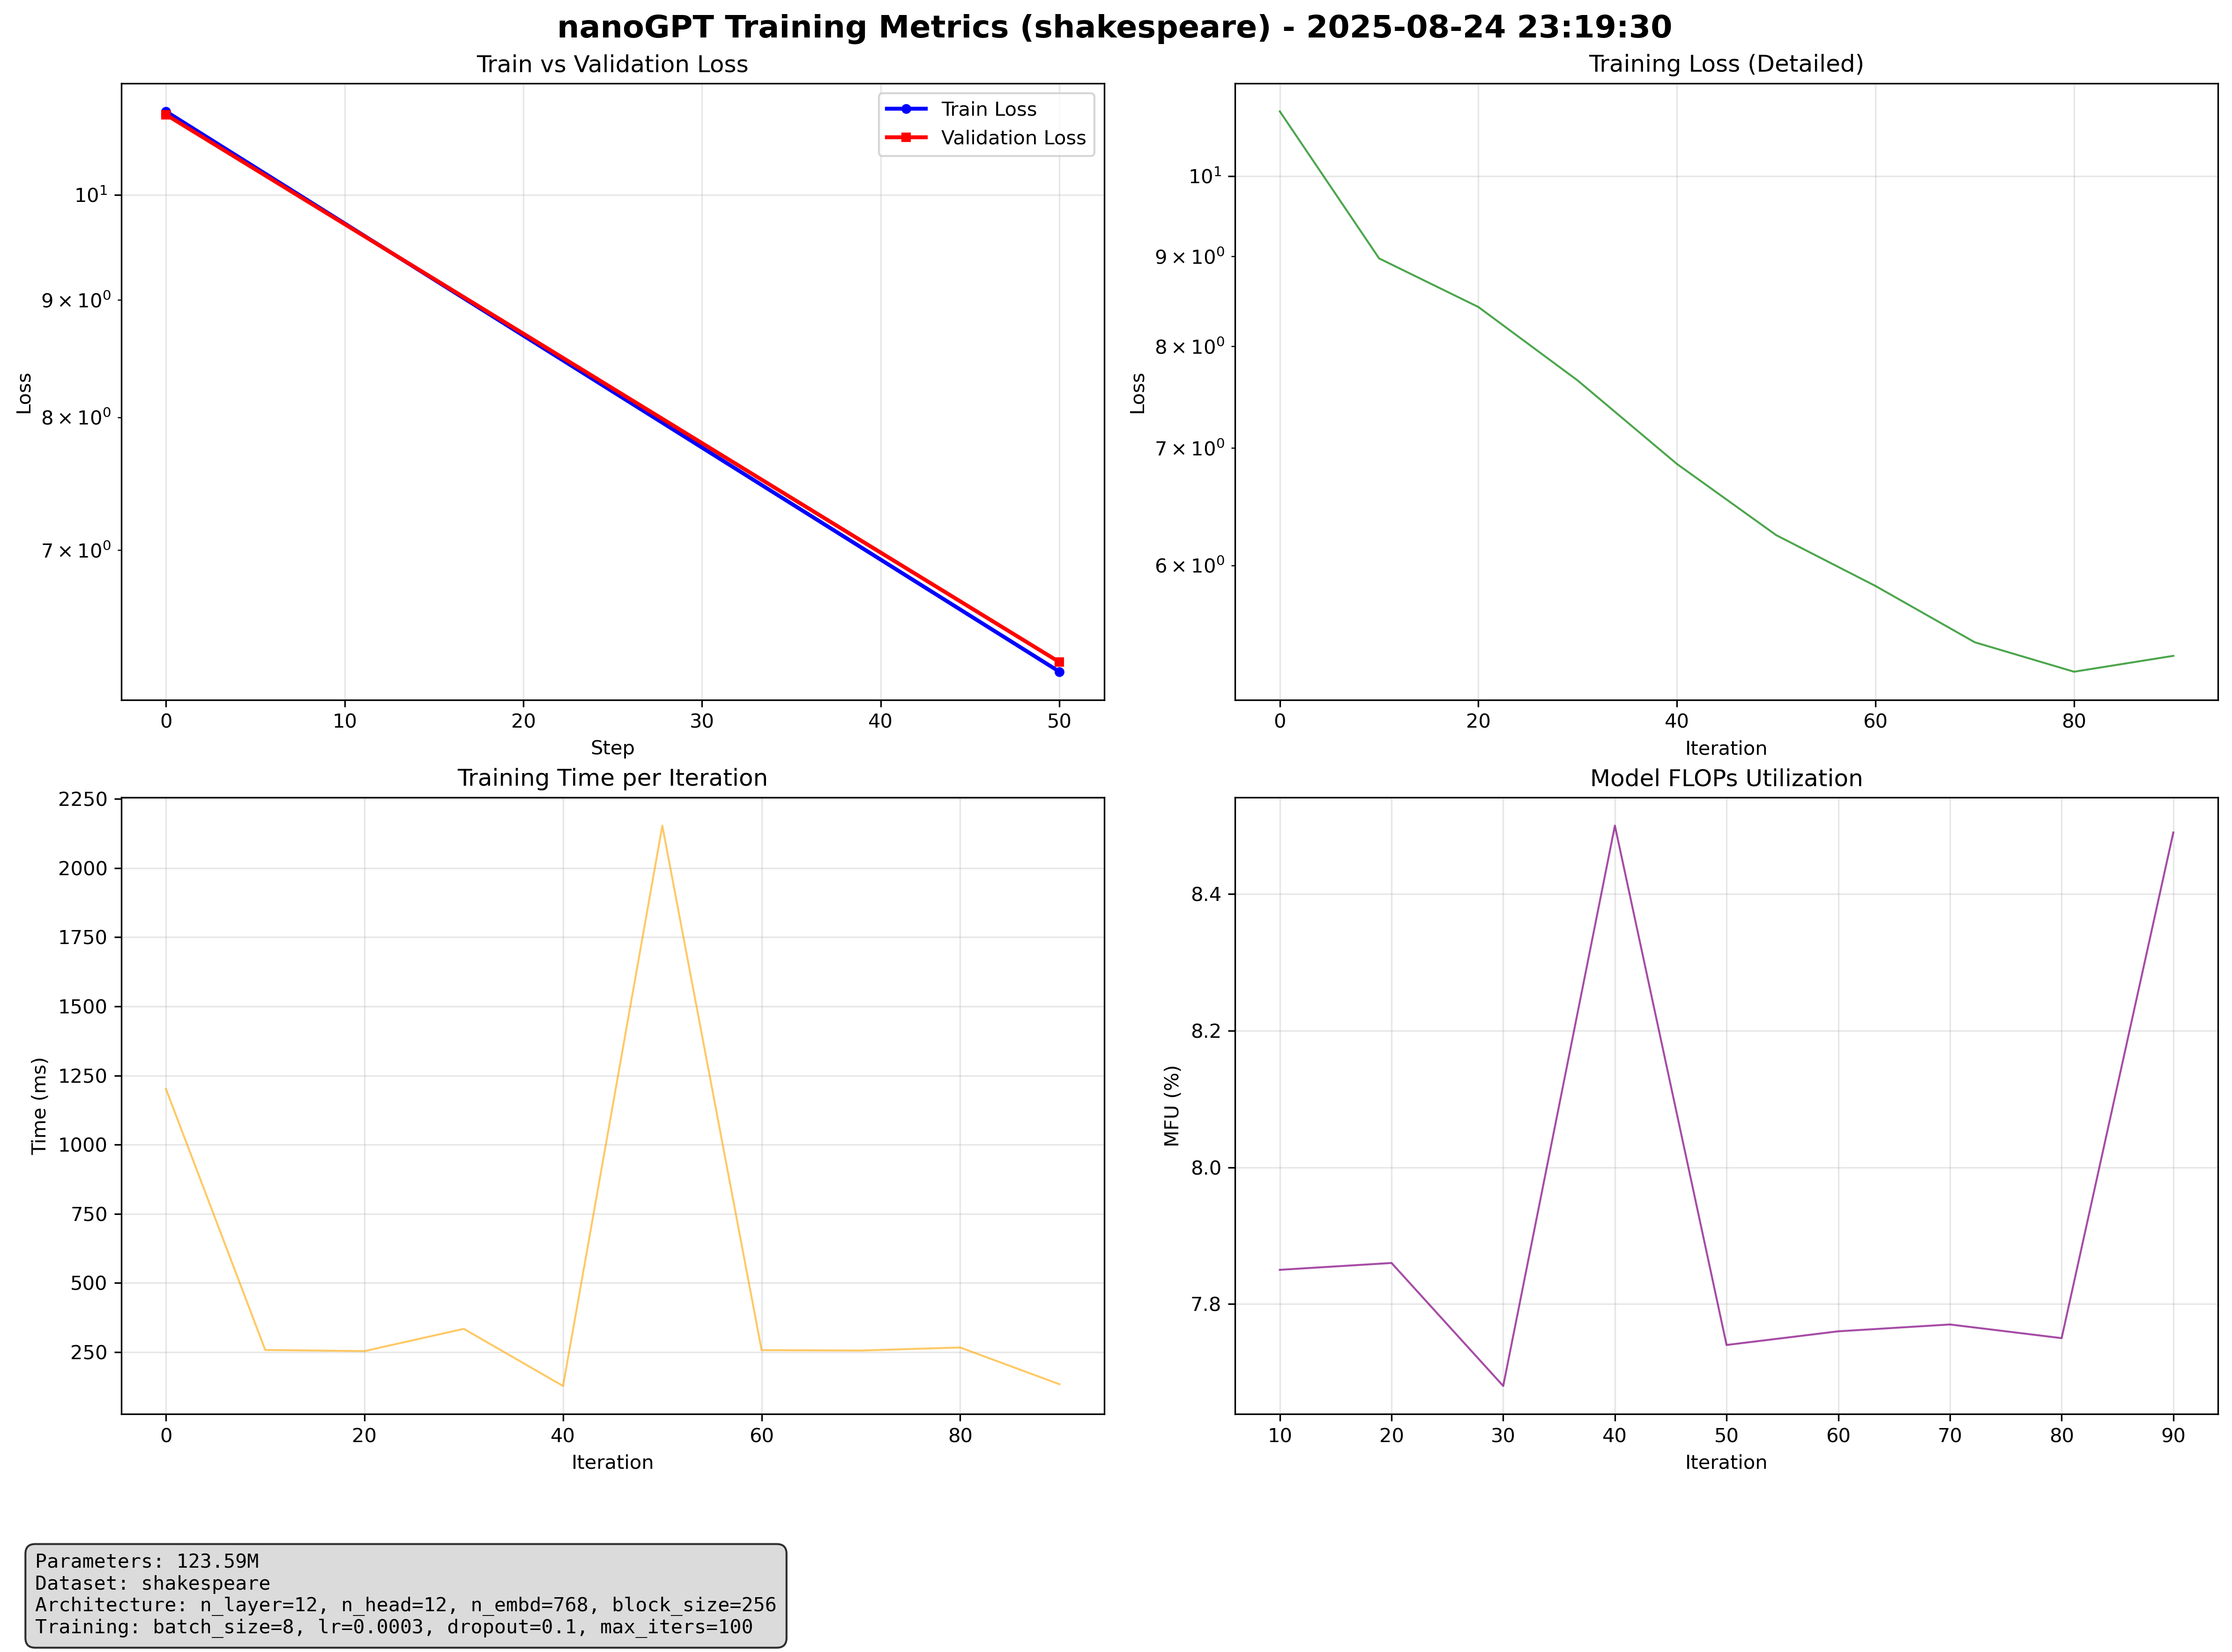 nanoGPT Training Metrics (shakespeare) - 2025-08-24 23:19:30
Train vs Validation Loss
Train Loss
Validation Loss
10¹
9 × 10⁰
8 × 10⁰
7 × 10⁰
Loss
0 10 20 30 40 50
Step
Training Loss (Detailed)
10¹
9 × 10⁰
8 × 10⁰
7 × 10⁰
6 × 10⁰
Loss
0 20 40 60 80
Iteration
Training Time per Iteration
2250
2000
1750
1500
1250
1000
750
500
250
Time (ms)
0 20 40 60 80
Iteration
Model FLOPs Utilization
8.4
8.2
8.0
7.8
MFU (%)
10 20 30 40 50 60 70 80 90
Iteration
Parameters: 123.59M
Dataset: shakespeare
Architecture: n_layer=12, n_head=12, n_embd=768, block_size=256
Training: batch_size=8, lr=0.0003, dropout=0.1, max_iters=100